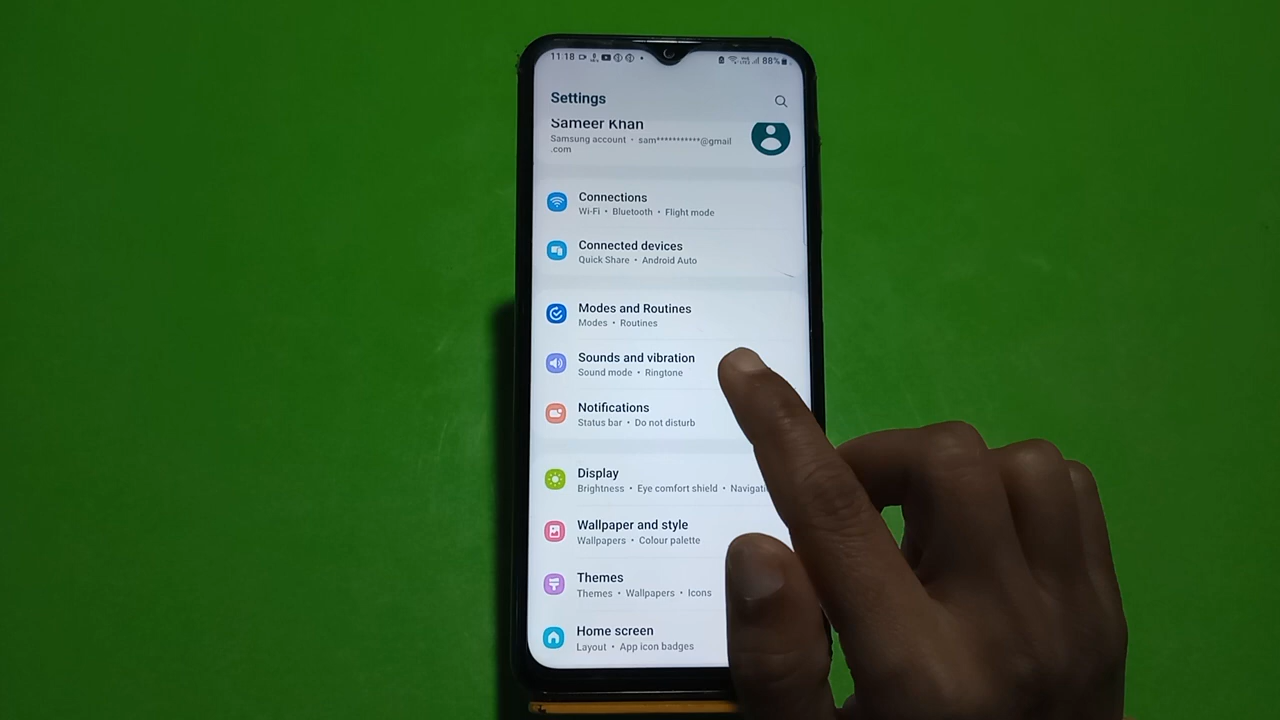 11:18
88%
Settings
Sameer Khan
Samsung account • sam***********@gmail
.com
Connections
Wi-Fi • Bluetooth • Flight mode
Connected devices
Quick Share • Android Auto
Modes and Routines
Modes • Routines
Sounds and vibration
Sound mode • Ringtone
Notifications
Status bar • Do not disturb
Display
Brightness • Eye comfort shield •
Wallpaper and style
Wallpapers • Colour palette
Themes
Themes • Wallpapers • Icons
Home screen
Layout • App icon badges